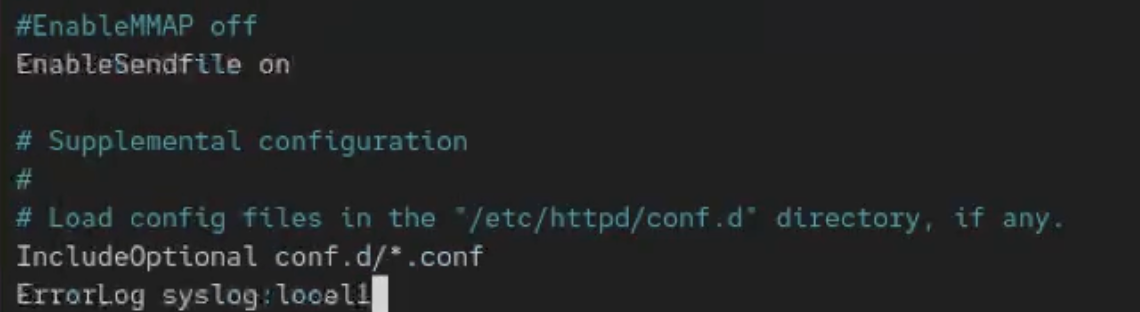 #EnableMMAP off
EnableSendfile on
# Supplemental configuration
#
# Load config files in the "/etc/httpd/conf.d" directory, if any.
IncludeOptional conf.d/*.conf
ErrorLog syslog:local1